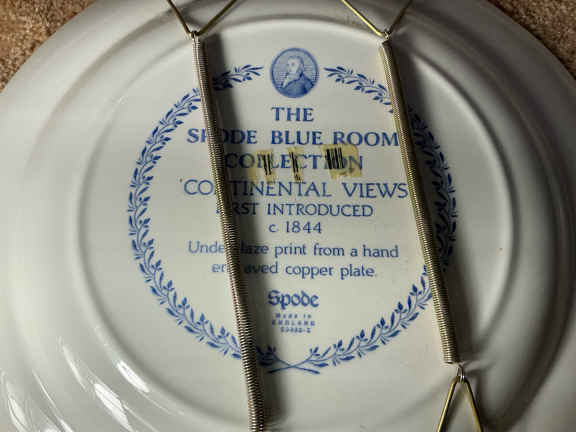 THE
SPODE BLUE ROOM
COLLECTION
CONTINENTAL VIEWS
FIRST INTRODUCED
c. 1844
Underglaze print from a hand
engraved copper plate.
Spode
MADE IN
ENGLAND